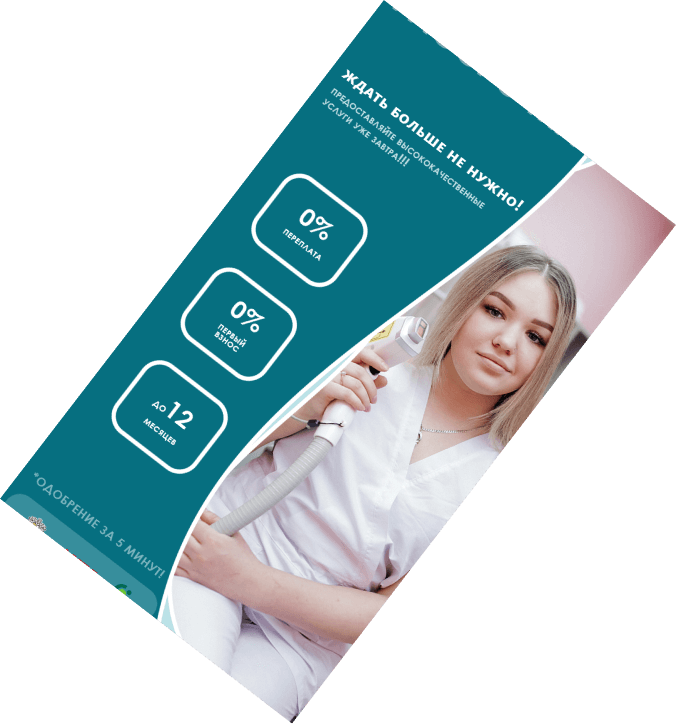 ЖДАТЬ БОЛЬШЕ НЕ НУЖНО!
ПРЕДОСТАВЛЯЙТЕ ВЫСОКОКАЧЕСТВЕННЫЕ
УСЛУГИ УЖЕ ЗАВТРА!!!
0%
ПЕРЕПЛАТА
0%
ПЕРВЫЙ
ВЗНОС
ДО 12
МЕСЯЦЕВ
*ОДОБРЕНИЕ ЗА 5 МИНУТ!